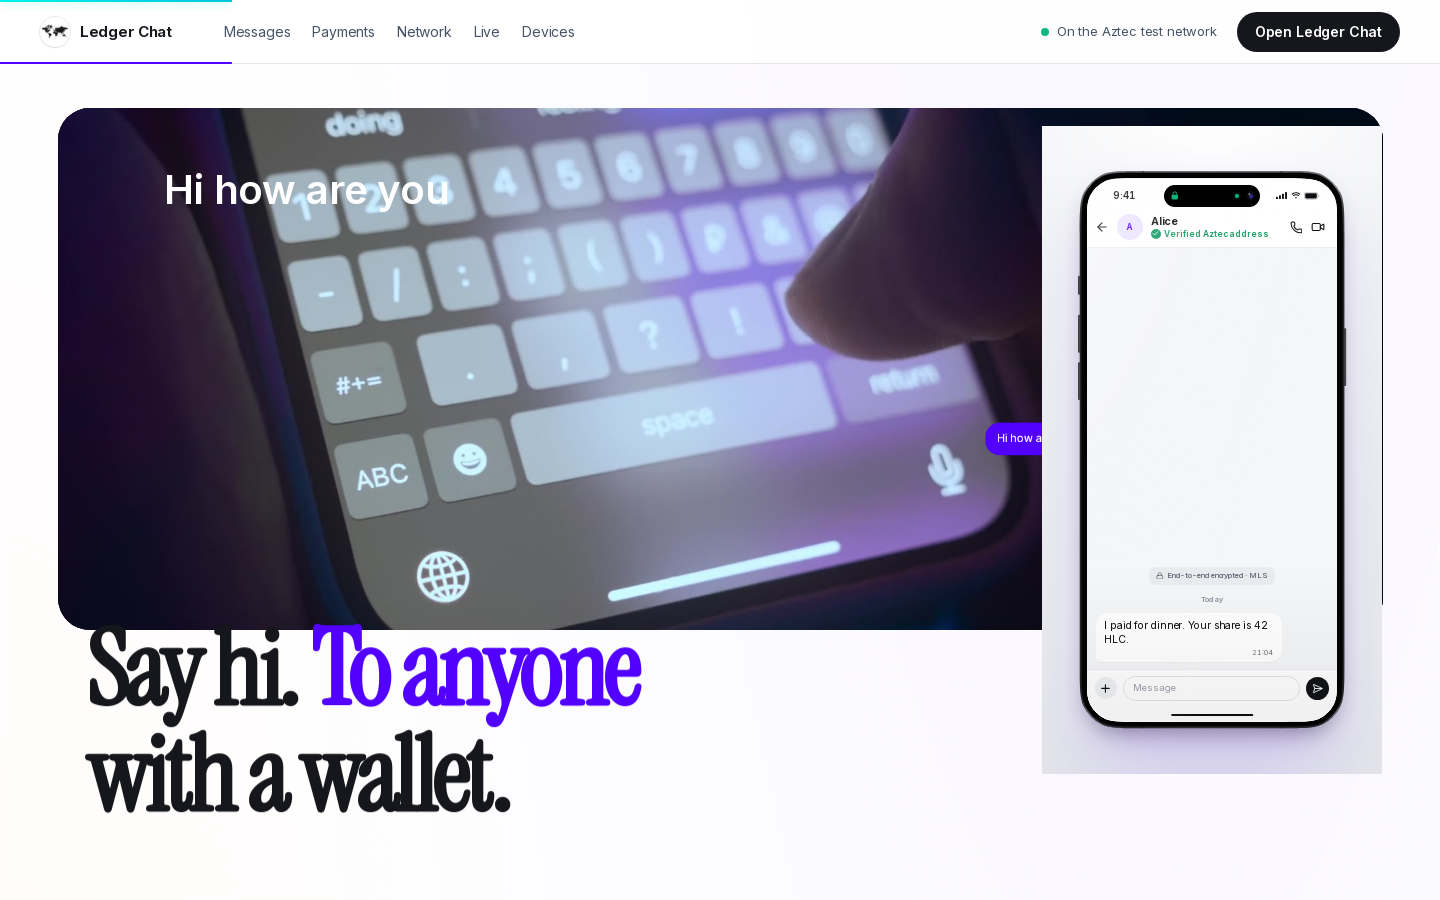 Ledger Chat
Messages
Payments
Network
Live
Devices
On the Aztec test network
Open Ledger Chat
doing
Hi how are you
1 2 3 4 5 6 7 8 9 0
- / : ; ( ) &
#+= . , ? !
ABC
space
return
9:41
A
Alice
Verified Aztecaddress
Hi how a
End-to-end encrypted · MLS
Today
I paid for dinner. Your share is 42
HLC.
21:04
Message
Say hi. To anyone
with a wallet.